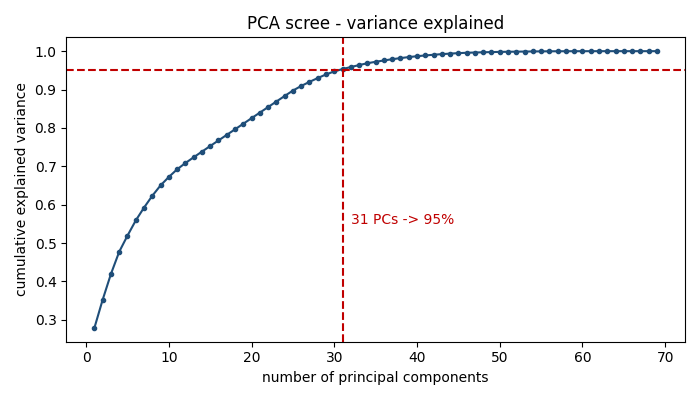 PCA scree - variance explained
1.0
0.9
0.8
0.7
0.6
0.5
0.4
0.3
cumulative explained variance
31 PCs -> 95%
0 10 20 30 40 50 60 70
number of principal components